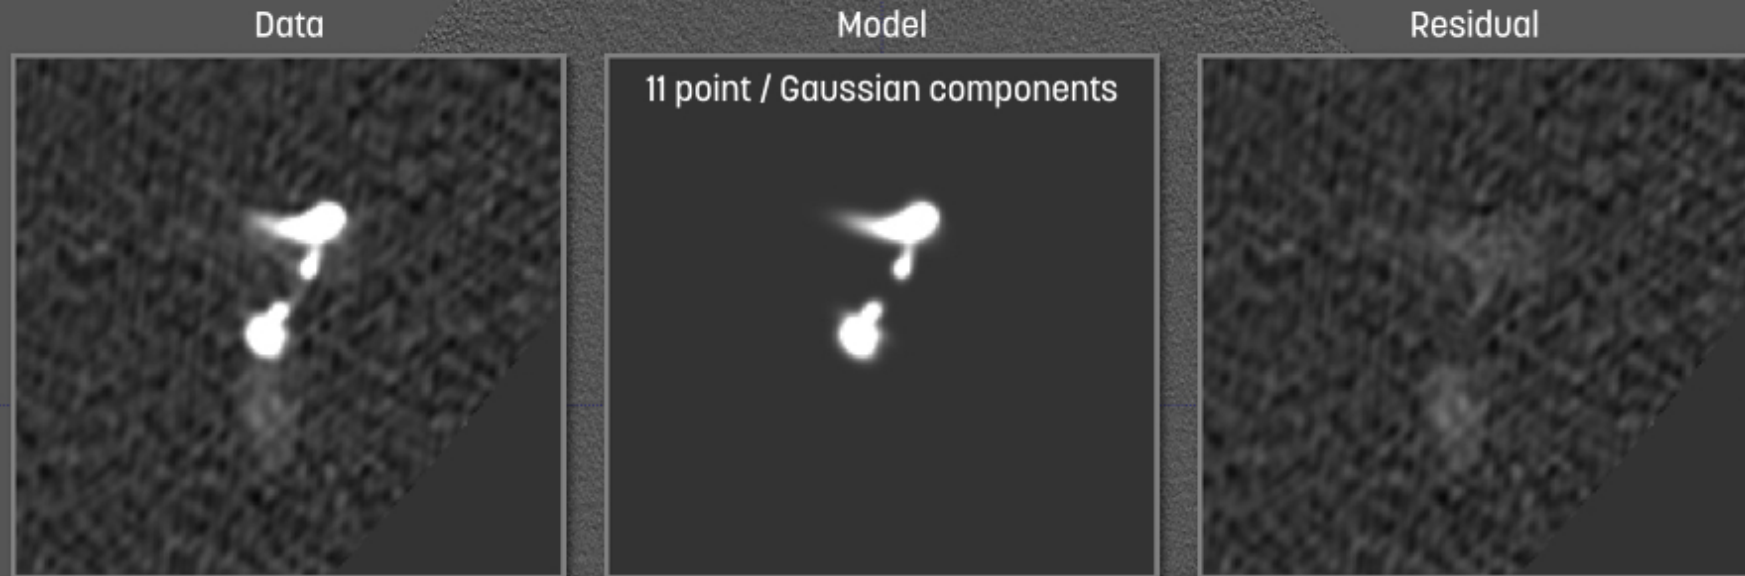 Data
Model
Residual
11 point / Gaussian components